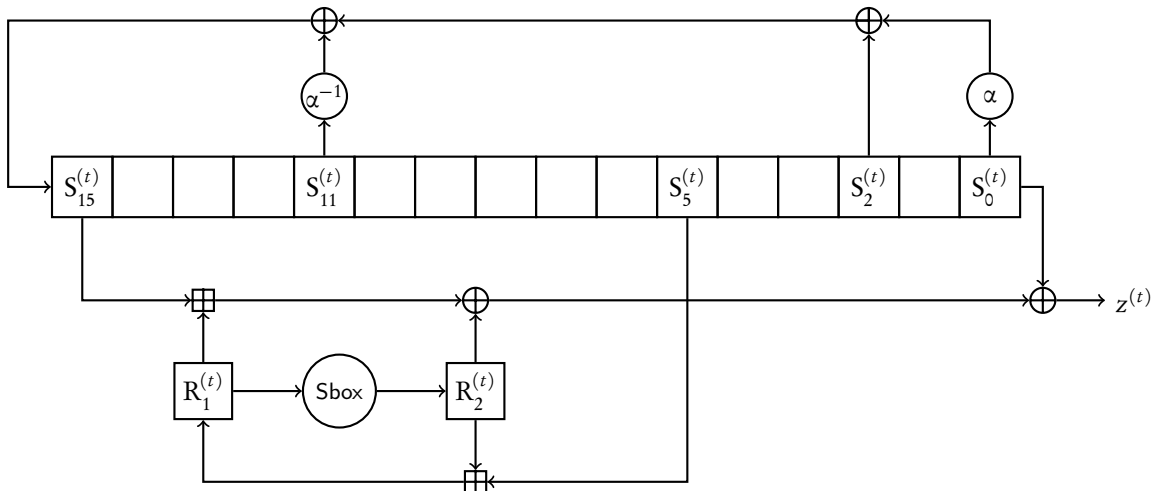 α⁻¹
α
S₁₅⁽ᵗ⁾
S₁₁⁽ᵗ⁾
S₅⁽ᵗ⁾
S₂⁽ᵗ⁾
S₀⁽ᵗ⁾
z⁽ᵗ⁾
R₁⁽ᵗ⁾
Sbox
R₂⁽ᵗ⁾